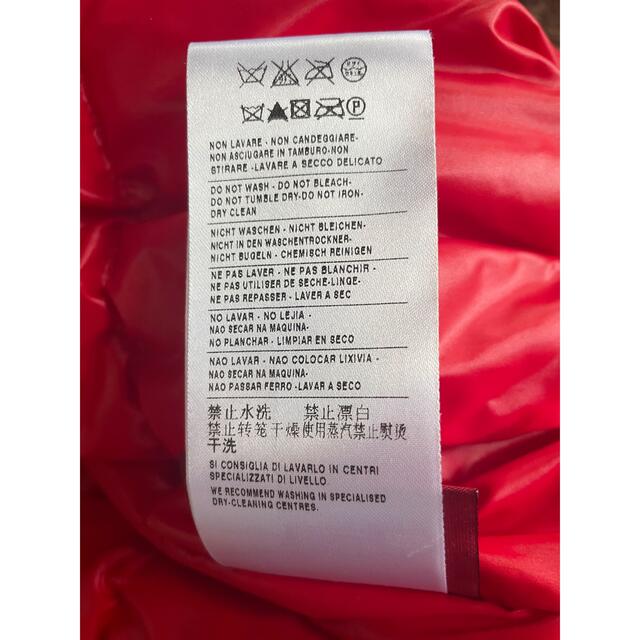 NON LAVARE - NON CANDEGGIARE-
NON ASCIUGARE IN TAMBURO-NON
STIRARE -LAVARE A SECCO DELICATO
DO NOT WASH - DO NOT BLEACH-
DO NOT TUMBLE DRY-DO NOT IRON-
DRY CLEAN
NICHT WASCHEN - NICHT BLEICHEN-
NICHT IN DEN WASCHENTROCKNER-
NICHT BUGELN - CHEMISCH REINIGEN
NE PAS LAVER - NE PAS BLANCHIR -
NE PAS UTILISER DE SECHE-LINGE-
NE PAS REPASSER - LAVER A SEC
NO LAVAR - NO LEJIA -
NAO SECAR NA MAQUINA-
NO PLANCHAR - LIMPIAR EN SECO
NAO LAVAR - NAO COLOCAR LIXIVIA -
NAO SECAR NA MAQUINA-
NAO PASSAR FERRO -LAVAR A SECO
禁止水洗 禁止漂白
禁止转笼干燥使用蒸汽禁止熨烫
干洗
SI CONSIGLIA DI LAVARLO IN CENTRI
SPECIALIZZATI DI LIVELLO.
WE RECOMMEND WASHING IN SPECIALISED
DRY-CLEANING CENTRES.